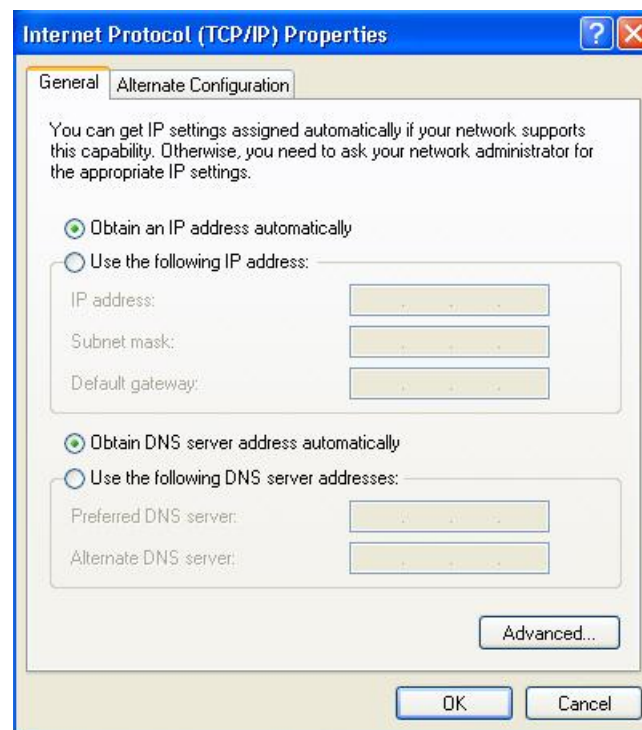 Internet Protocol (TCP/IP) Properties
General
Alternate Configuration
You can get IP settings assigned automatically if your network supports
this capability. Otherwise, you need to ask your network administrator for
the appropriate IP settings.
Obtain an IP address automatically
Use the following IP address:
IP address:
Subnet mask:
Default gateway:
Obtain DNS server address automatically
Use the following DNS server addresses:
Preferred DNS server:
Alternate DNS server:
Advanced...
OK
Cancel